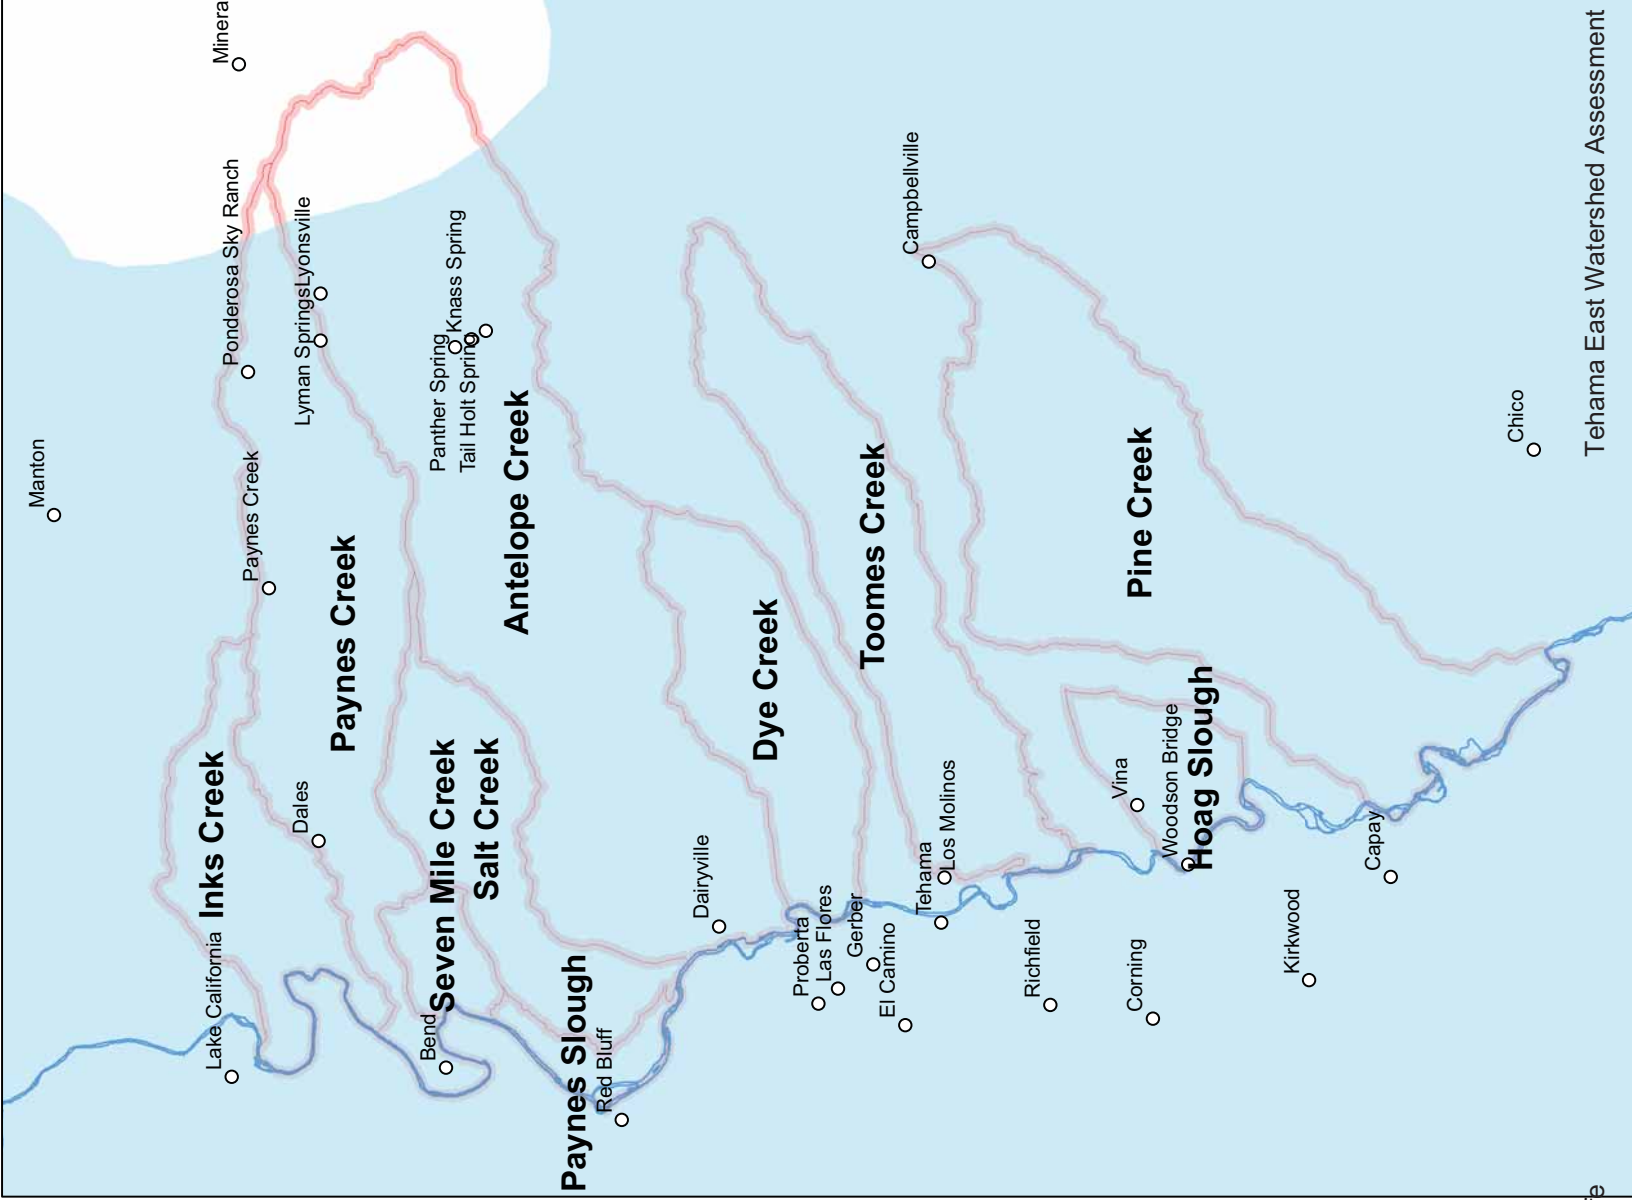 Minera
Manton
Ponderosa Sky Ranch
Lyonsville
Lyman Springs
Knass Spring
Panther Spring
Tail Holt Spring
Campbellville
Paynes Creek
Paynes Creek
Antelope Creek
Toomes Creek
Pine Creek
Chico
Tehama East Watershed Assessment
Inks Creek
Dales
Seven Mile Creek
Salt Creek
Dye Creek
Dairyville
Los Molinos
Vina
Woodson Bridge
Hoag Slough
Capay
Lake California
Bend
Paynes Slough
Red Bluff
Proberta
Las Flores
Gerber
El Camino
Tehama
Richfield
Corning
Kirkwood